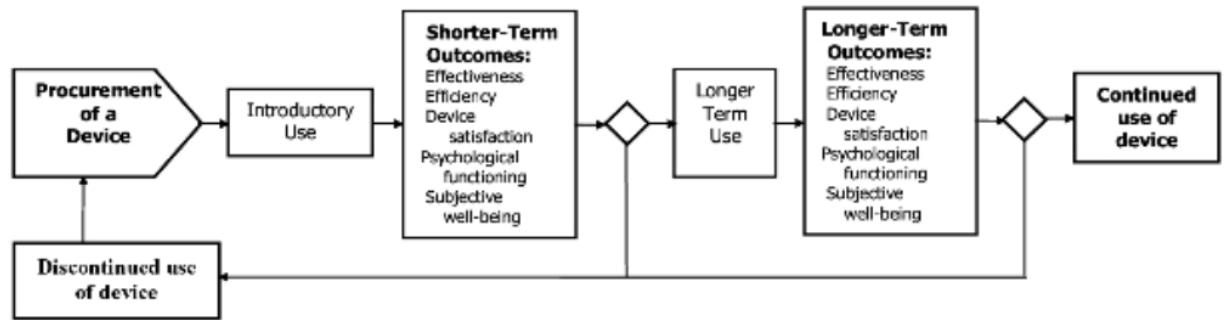 Procurement
of a
Device
Introductory
Use
Shorter-Term
Outcomes:
Effectiveness
Efficiency
Device
satisfaction
Psychological
functioning
Subjective
well-being
Longer
Term
Use
Longer-Term
Outcomes:
Effectiveness
Efficiency
Device
satisfaction
Psychological
functioning
Subjective
well-being
Continued
use of
device
Discontinued use
of device